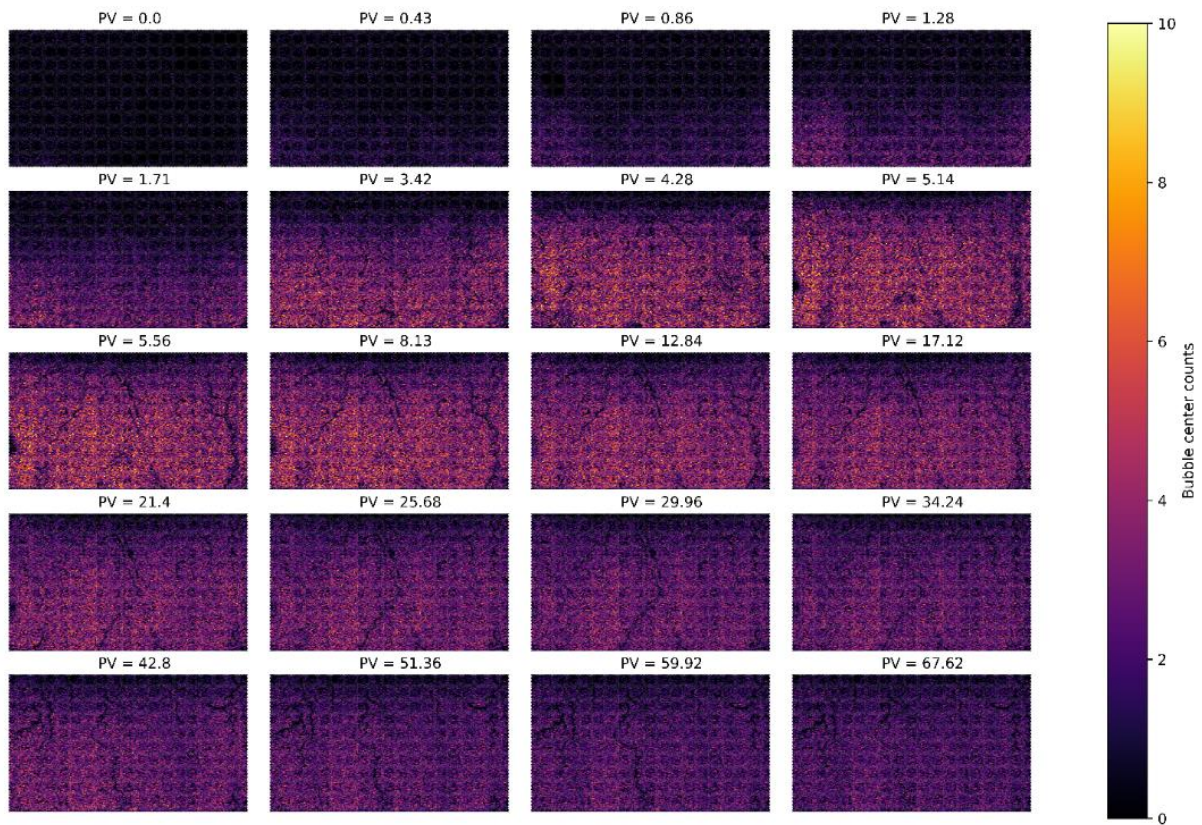 PV = 0.0
PV = 0.43
PV = 0.86
PV = 1.28
PV = 1.71
PV = 3.42
PV = 4.28
PV = 5.14
PV = 5.56
PV = 8.13
PV = 12.84
PV = 17.12
PV = 21.4
PV = 25.68
PV = 29.96
PV = 34.24
PV = 42.8
PV = 51.36
PV = 59.92
PV = 67.62
10
8
6
4
2
0
Bubble center counts